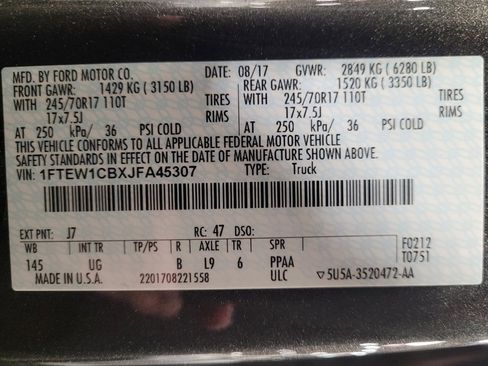 MFD. BY FORD MOTOR CO. DATE: 08/17 GVWR: 2849 KG ( 6280 LB)
FRONT GAWR: 1429 KG ( 3150 LB) REAR GAWR: 1520 KG ( 3350 LB)
WITH 245/70R17 110T TIRES WITH 245/70R17 110T TIRES
17x7.5J RIMS 17x7.5J RIMS
AT 250 kPa/ 36 PSI COLD AT 250 kPa/ 36 PSI COLD
THIS VEHICLE CONFORMS TO ALL APPLICABLE FEDERAL MOTOR VEHICLE
SAFETY STANDARDS IN EFFECT ON THE DATE OF MANUFACTURE SHOWN ABOVE.
VIN: 1FTEW1CBXJFA45307 TYPE: Truck
EXT PNT: J7 RC: 47 DSO:
WB INT TR TP/PS R AXLE TR SPR F0212
T0751
145 UG B L9 6 PPAA
MADE IN U.S.A. 2201708221558 ULC ▽5U5A-3520472-AA